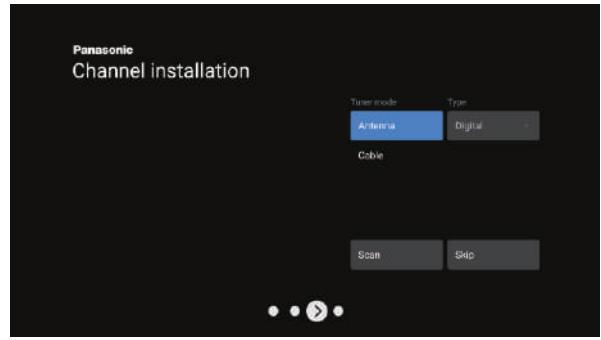 Panasonic
Channel installation
Tuner mode Type
Antenna Digital
Cable
Scan Skip